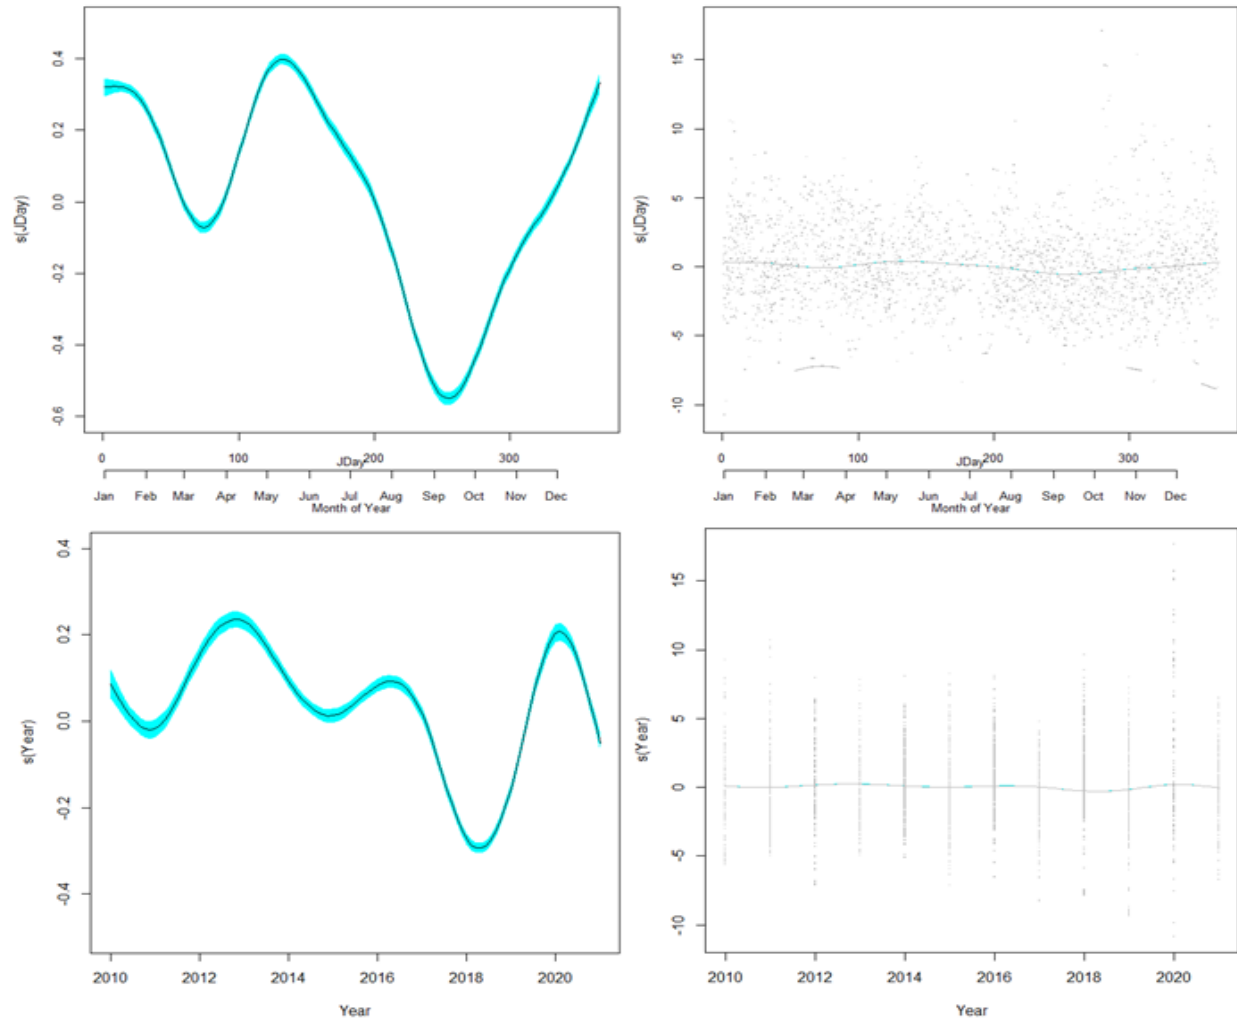 s(JDay)
0.4
0.2
0.0
-0.2
-0.4
-0.6
0 100 200 300
JDay
Jan Feb Mar Apr May Jun Jul Aug Sep Oct Nov Dec
Month of Year
s(JDay)
15
10
5
0
-5
-10
0 100 200 300
JDay
Jan Feb Mar Apr May Jun Jul Aug Sep Oct Nov Dec
Month of Year
s(Year)
0.4
0.2
0.0
-0.2
-0.4
2010 2012 2014 2016 2018 2020
Year
s(Year)
15
10
5
0
-5
-10
2010 2012 2014 2016 2018 2020
Year